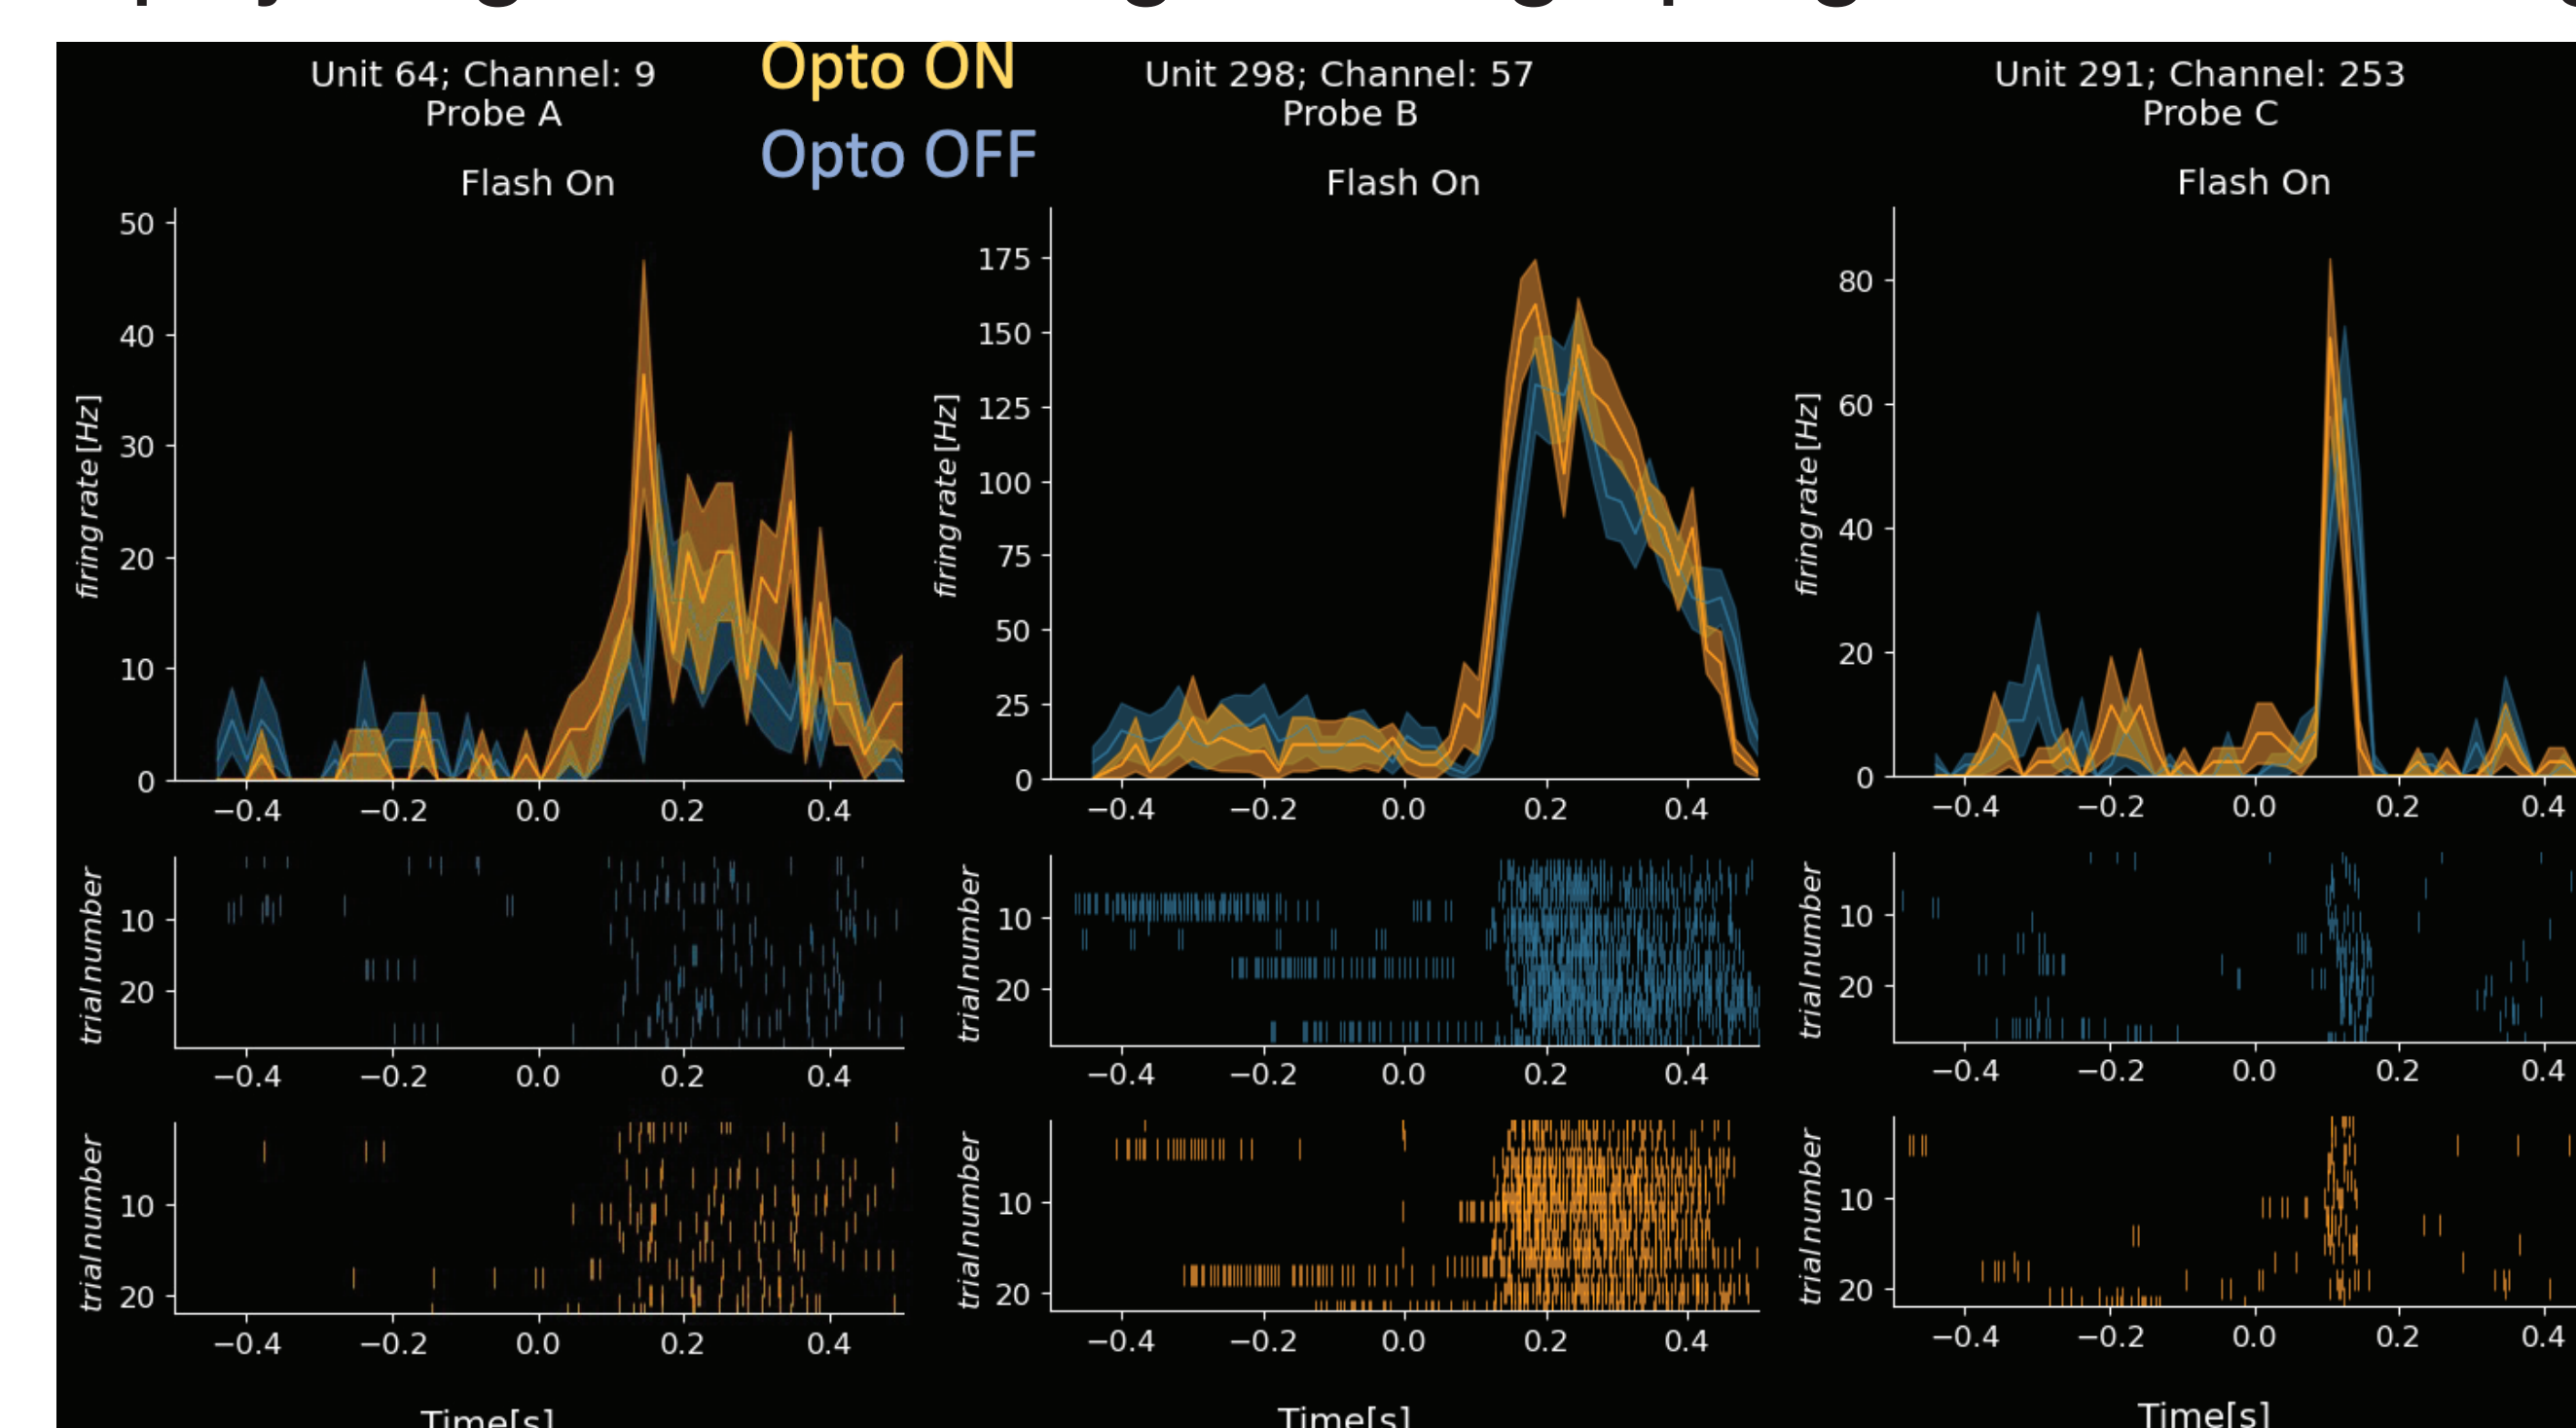 Unit 64; Channel: 9
Probe A
Opto ON
Opto OFF
Flash On
firing rate [Hz]
50
40
30
20
10
0
−0.4 −0.2 0.0 0.2 0.4
trial number
10
20
−0.4 −0.2 0.0 0.2 0.4
trial number
10
20
−0.4 −0.2 0.0 0.2 0.4
Time[s]
Unit 298; Channel: 57
Probe B
Flash On
firing rate [Hz]
175
150
125
100
75
50
25
0
−0.4 −0.2 0.0 0.2 0.4
trial number
10
20
−0.4 −0.2 0.0 0.2 0.4
trial number
10
20
−0.4 −0.2 0.0 0.2 0.4
Time[s]
Unit 291; Channel: 253
Probe C
Flash On
firing rate [Hz]
80
60
40
20
0
−0.4 −0.2 0.0 0.2 0.4
trial number
10
20
−0.4 −0.2 0.0 0.2 0.4
trial number
10
20
−0.4 −0.2 0.0 0.2 0.4
Time[s]